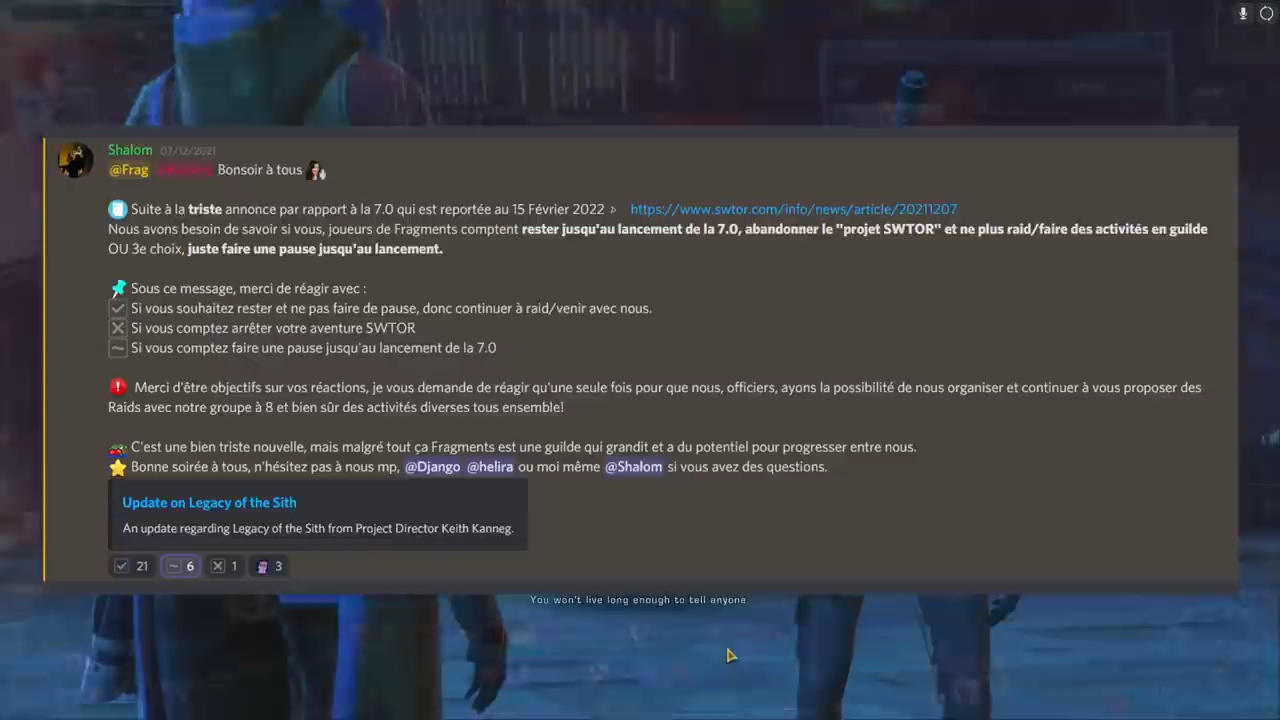 Shalom 07/12/2021
@Frag Bonsoir à tous
Suite à la triste annonce par rapport à la 7.0 qui est reportée au 15 Février 2022 > https://www.swtor.com/info/news/article/20211207
Nous avons besoin de savoir si vous, joueurs de Fragments comptent rester jusqu'au lancement de la 7.0, abandonner le "projet SWTOR" et ne plus raid/faire des activités en guilde
OU 3e choix, juste faire une pause jusqu'au lancement.
Sous ce message, merci de réagir avec :
Si vous souhaitez rester et ne pas faire de pause, donc continuer à raid/venir avec nous.
Si vous comptez arrêter votre aventure SWTOR
Si vous comptez faire une pause jusqu'au lancement de la 7.0
Merci d'être objectifs sur vos réactions, je vous demande de réagir qu'une seule fois pour que nous, officiers, ayons la possibilité de nous organiser et continuer à vous proposer des
Raids avec notre groupe à 8 et bien sûr des activités diverses tous ensemble!
C'est une bien triste nouvelle, mais malgré tout ça Fragments est une guilde qui grandit et a du potentiel pour progresser entre nous.
Bonne soirée à tous, n'hésitez pas à nous mp, @Django @helira ou moi même @Shalom si vous avez des questions.
Update on Legacy of the Sith
An update regarding Legacy of the Sith from Project Director Keith Kanneg.
21 6 1 3
You won't live long enough to tell anyone